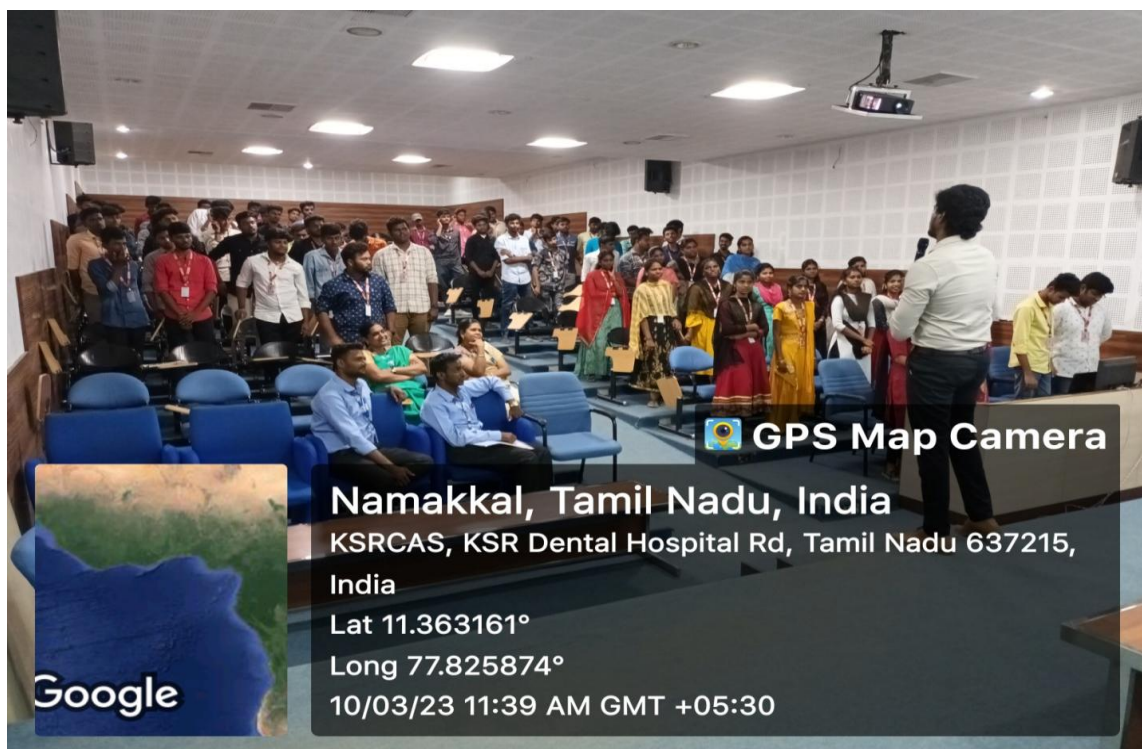 GPS Map Camera
Namakkal, Tamil Nadu, India
KSRCAS, KSR Dental Hospital Rd, Tamil Nadu 637215,
India
Lat 11.363161°
Long 77.825874°
10/03/23 11:39 AM GMT +05:30
Google